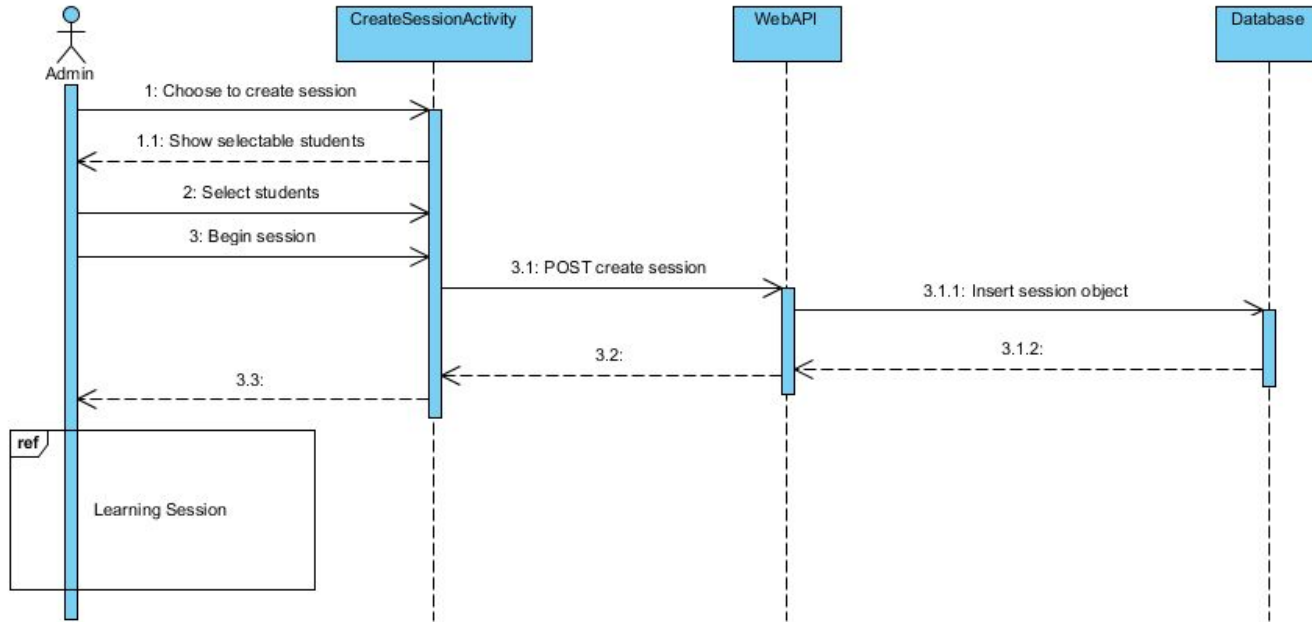 CreateSessionActivity
WebAPI
Database
Admin
1: Choose to create session
1.1: Show selectable students
2: Select students
3: Begin session
3.1: POST create session
3.1.1: Insert session object
3.1.2:
3.2:
3.3:
ref
Learning Session